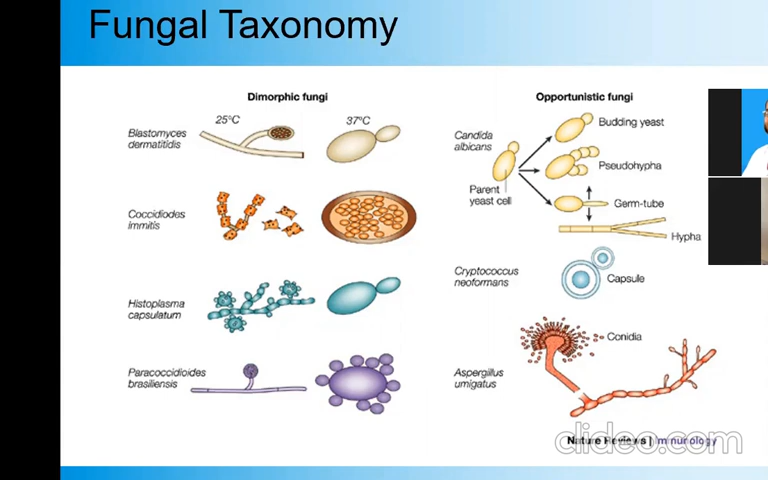 Fungal Taxonomy
Dimorphic fungi
25°C
37°C
Blastomyces
dermatitidis
Coccidiodes
immitis
Histoplasma
capsulatum
Paracoccidioides
brasiliensis
Opportunistic fungi
Candida
albicans
Parent
yeast cell
Budding yeast
Pseudohypha
Germ-tube
Hypha
Cryptococcus
neoformans
Capsule
Conidia
Aspergillus
umigatus
Nature Reviews | Immunology
clideo.com